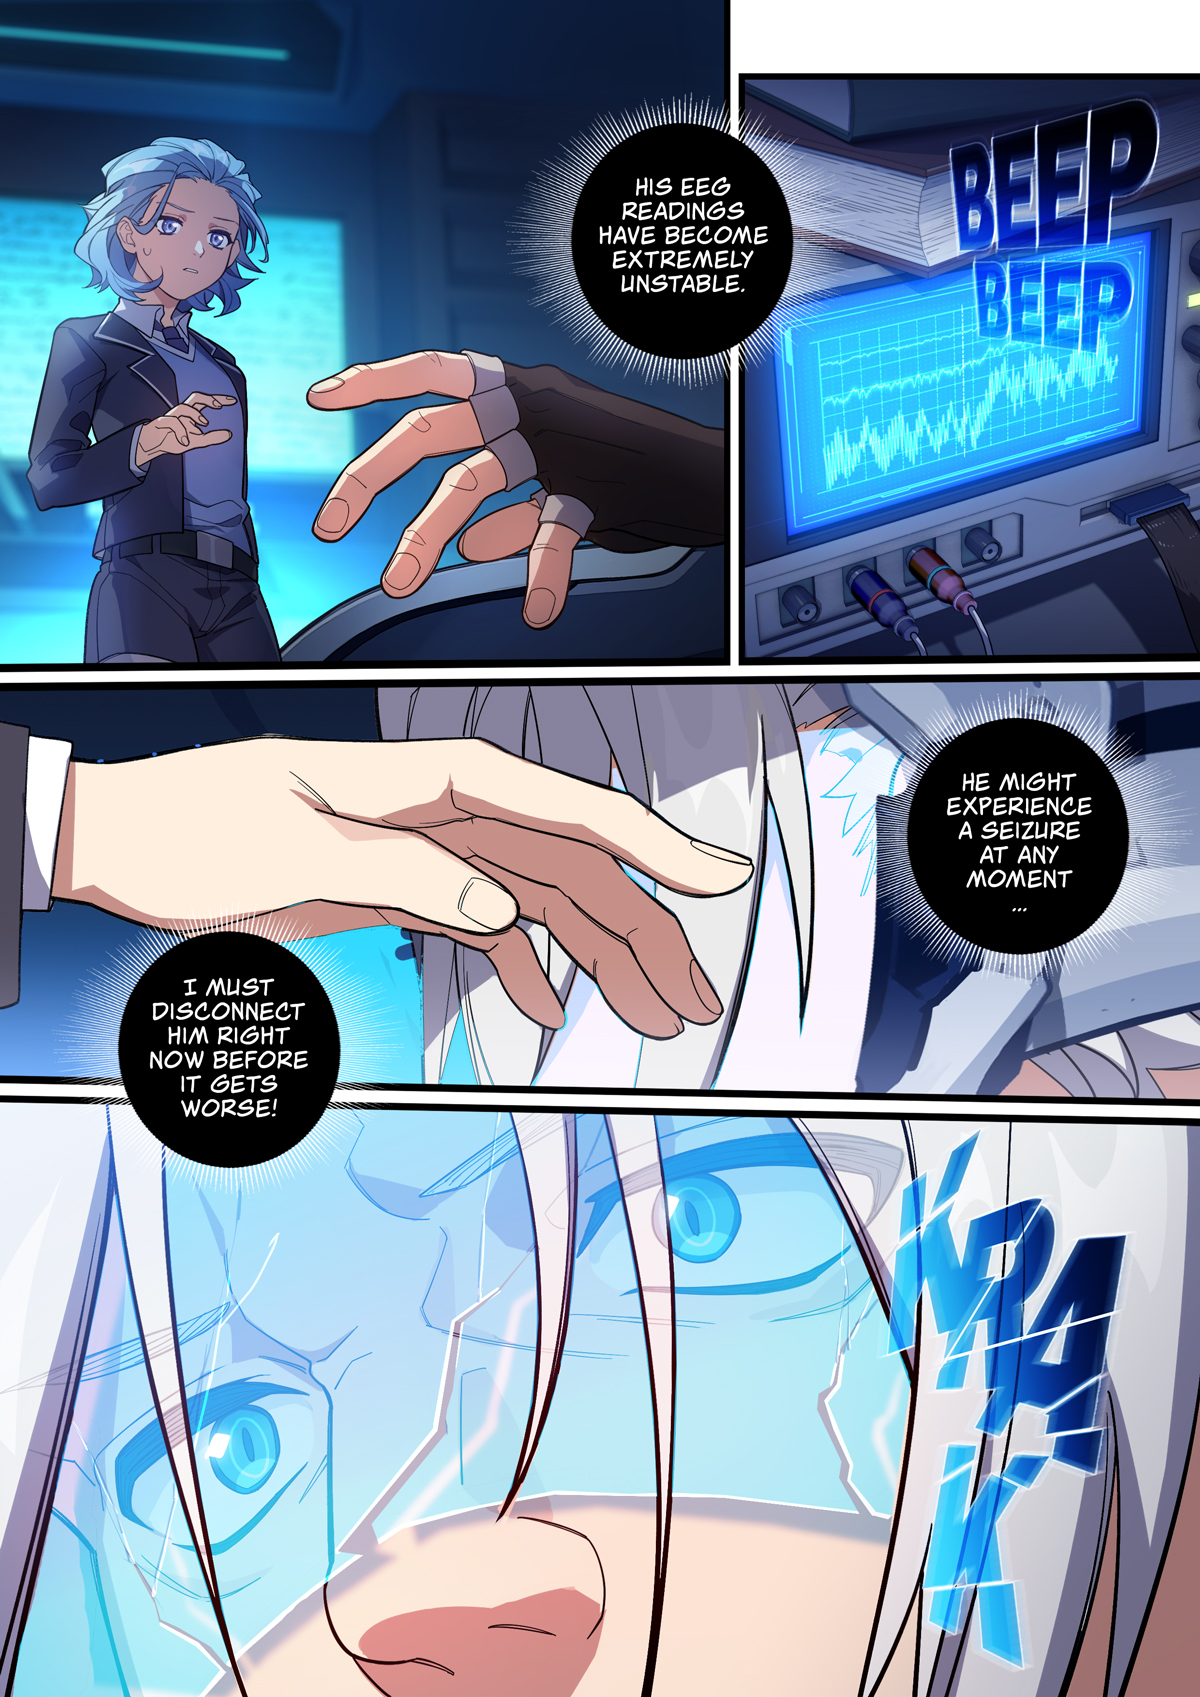 HIS EEG
READINGS
HAVE BECOME
EXTREMELY
UNSTABLE.
BEEP
BEEP
HE MIGHT
EXPERIENCE
A SEIZURE
AT ANY
MOMENT
...
I MUST
DISCONNECT
HIM RIGHT
NOW BEFORE
IT GETS
WORSE!
KRAK